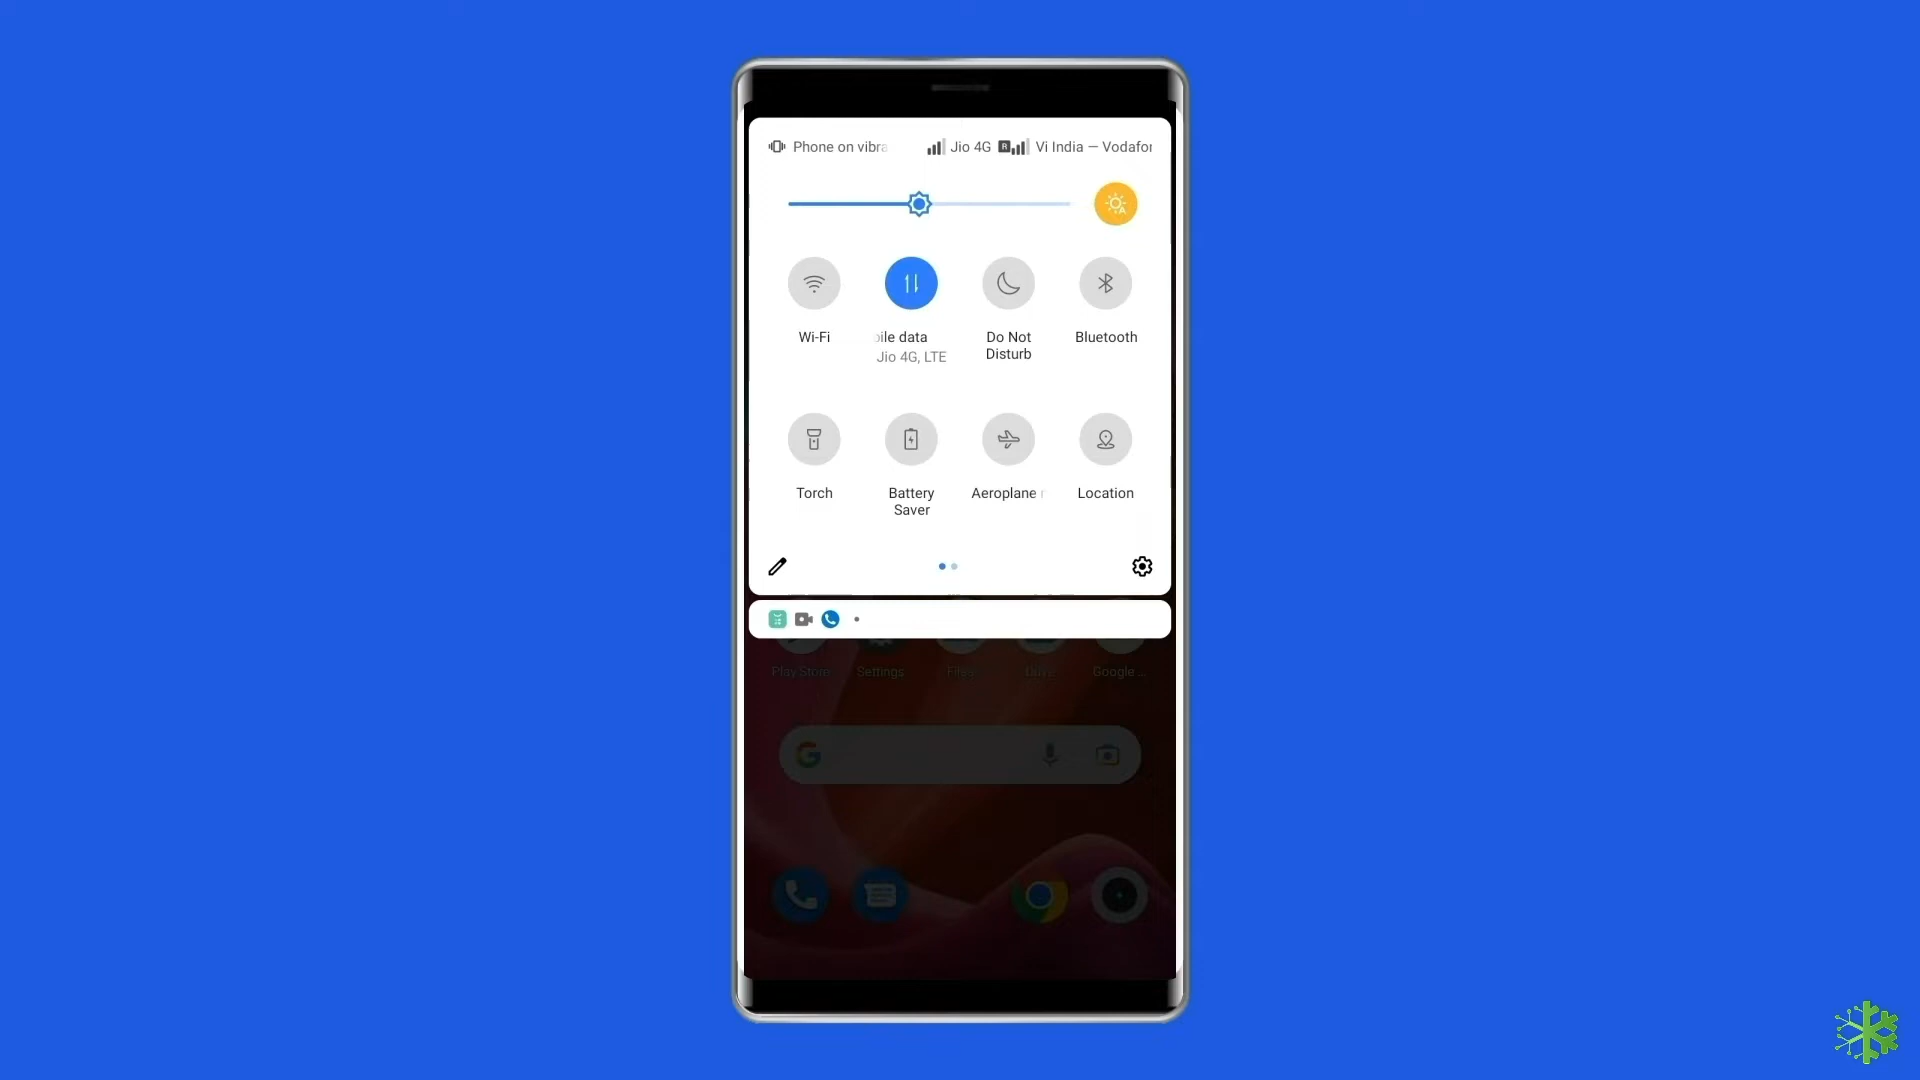 Phone on vibra Jio 4G R Vi India — Vodafor
Wi-Fi
ile data
Jio 4G, LTE
Do Not
Disturb
Bluetooth
Torch
Battery
Saver
Aeroplane
Location
Play Store Settings Files Drive Google ...